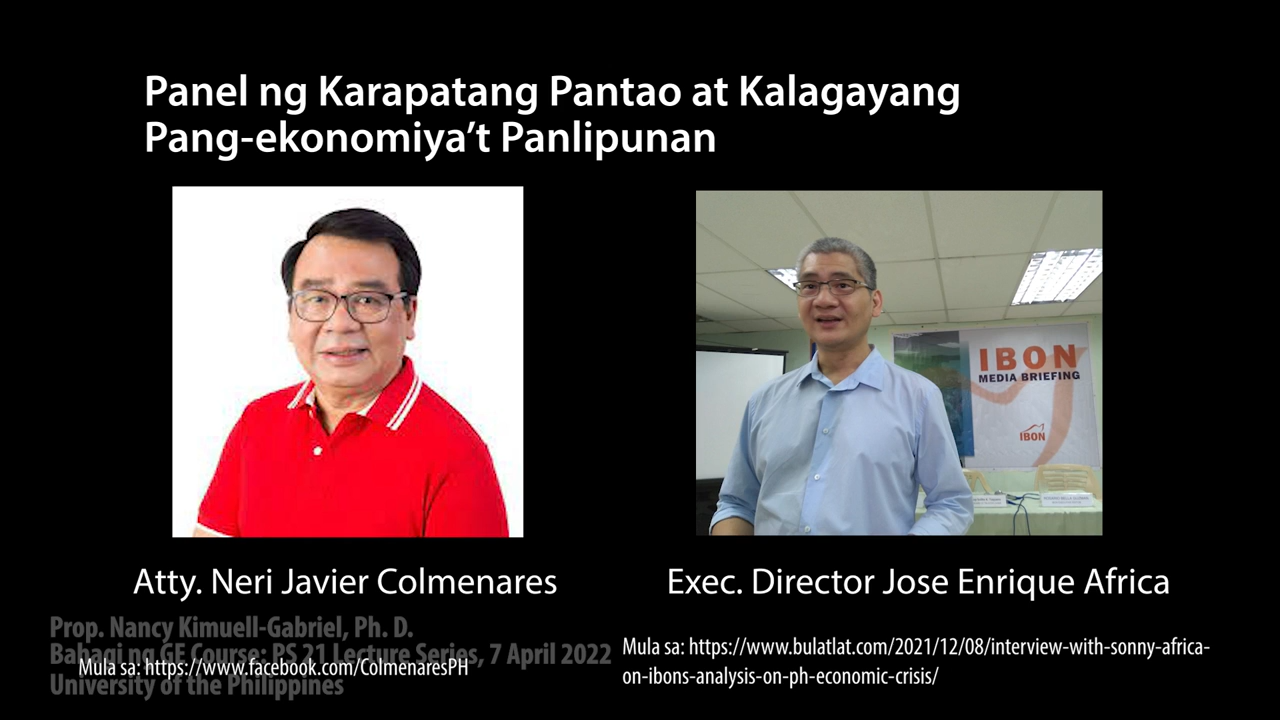 Panel ng Karapatang Pantao at Kalagayang
Pang-ekonomiya't Panlipunan
IBON
MEDIA BRIEFING
IBON
Atty. Neri Javier Colmenares
Exec. Director Jose Enrique Africa
Prop. Nancy Kimuell-Gabriel, Ph. D.
Bahagi ng GE Course: PS 21 Lecture Series, 7 April 2022
University of the Philippines
Mula sa: https://www.facebook.com/ColmenaresPH
Mula sa: https://www.bulatlat.com/2021/12/08/interview-with-sonny-africa-
on-ibons-analysis-on-ph-economic-crisis/